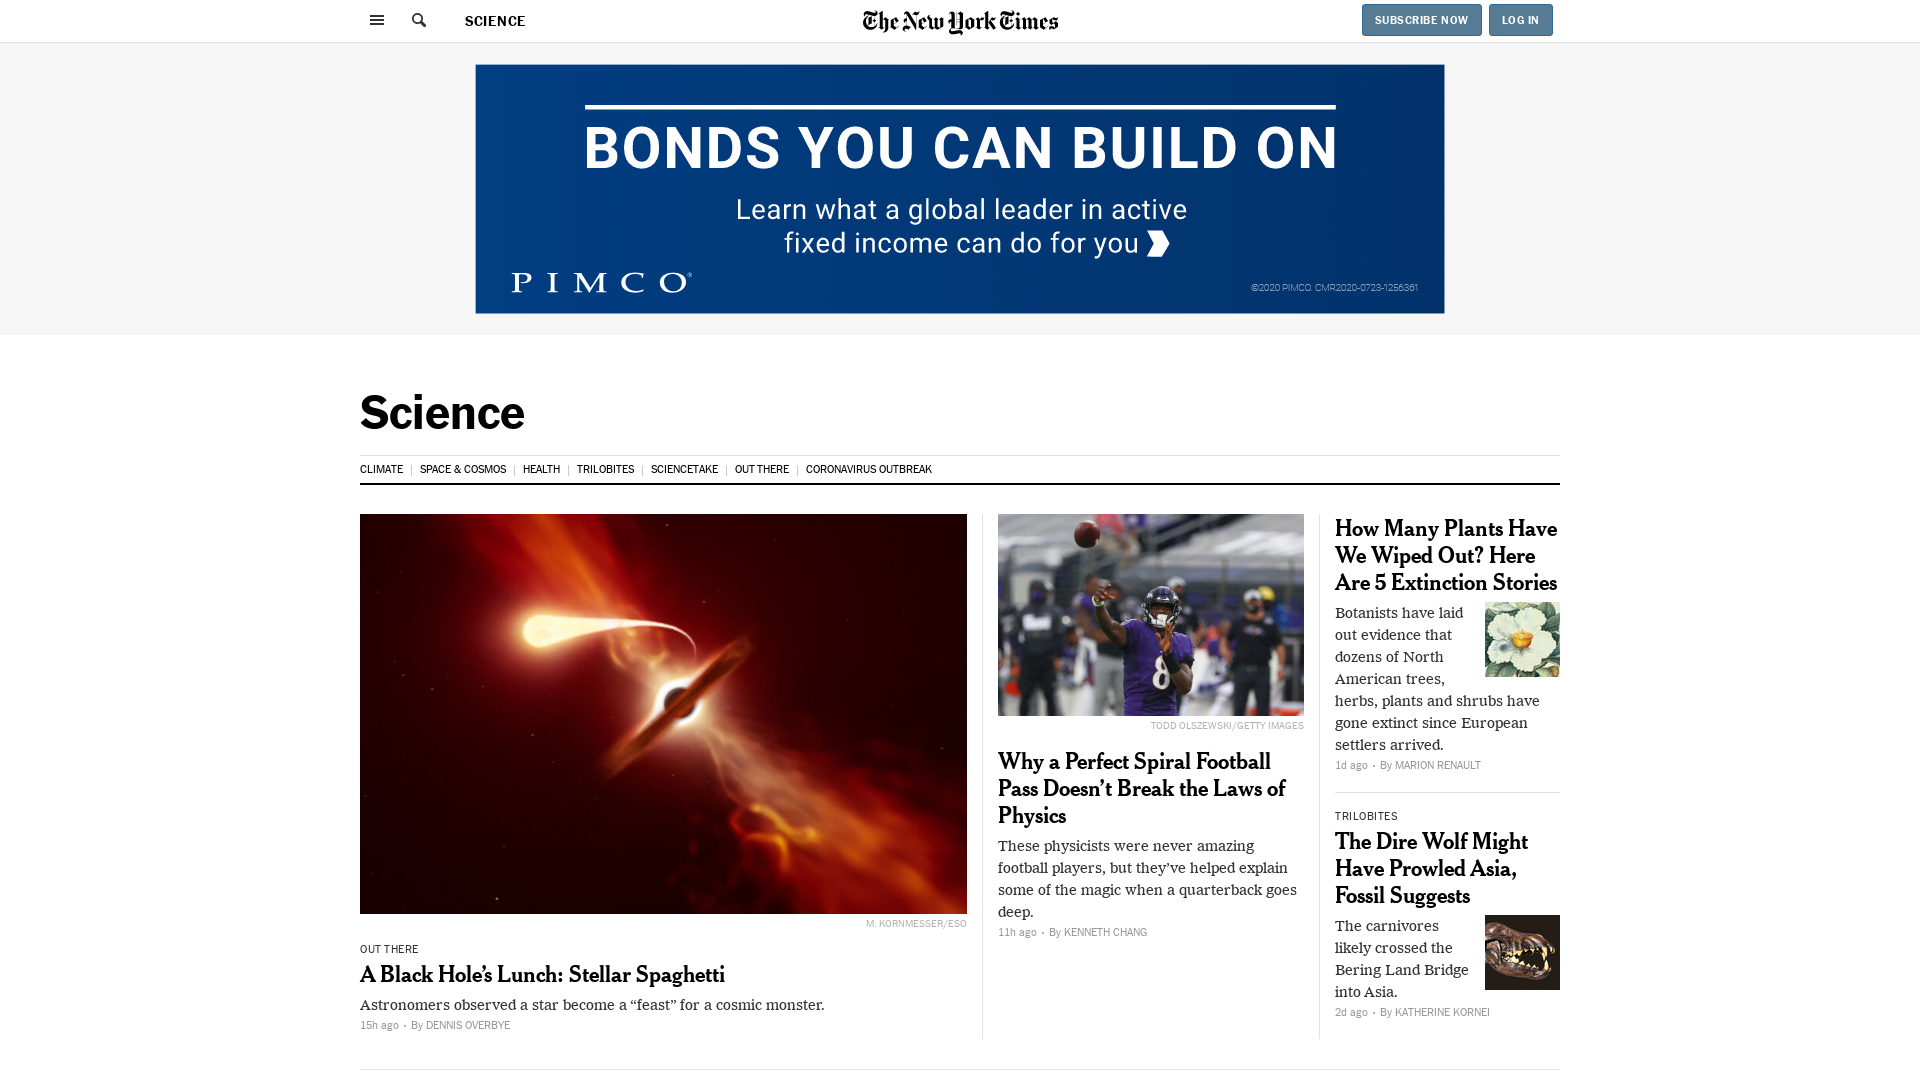 SCIENCE
The New York Times
SUBSCRIBE NOW
LOG IN
BONDS YOU CAN BUILD ON
Learn what a global leader in active
fixed income can do for you
PIMCO®
©2020 PIMCO. CMR2020-0723-1256361
Science
CLIMATE
SPACE & COSMOS
HEALTH
TRILOBITES
SCIENCETAKE
OUT THERE
CORONAVIRUS OUTBREAK
M. KORNMESSER/ESO
OUT THERE
A Black Hole’s Lunch: Stellar Spaghetti
Astronomers observed a star become a “feast” for a cosmic monster.
15h ago · By DENNIS OVERBYE
8
TODD OLSZEWSKI/GETTY IMAGES
Why a Perfect Spiral Football
Pass Doesn’t Break the Laws of
Physics
These physicists were never amazing
football players, but they’ve helped explain
some of the magic when a quarterback goes
deep.
11h ago · By KENNETH CHANG
How Many Plants Have
We Wiped Out? Here
Are 5 Extinction Stories
Botanists have laid
out evidence that
dozens of North
American trees,
herbs, plants and shrubs have
gone extinct since European
settlers arrived.
1d ago · By MARION RENAULT
TRILOBITES
The Dire Wolf Might
Have Prowled Asia,
Fossil Suggests
The carnivores
likely crossed the
Bering Land Bridge
into Asia.
2d ago · By KATHERINE KORNEI